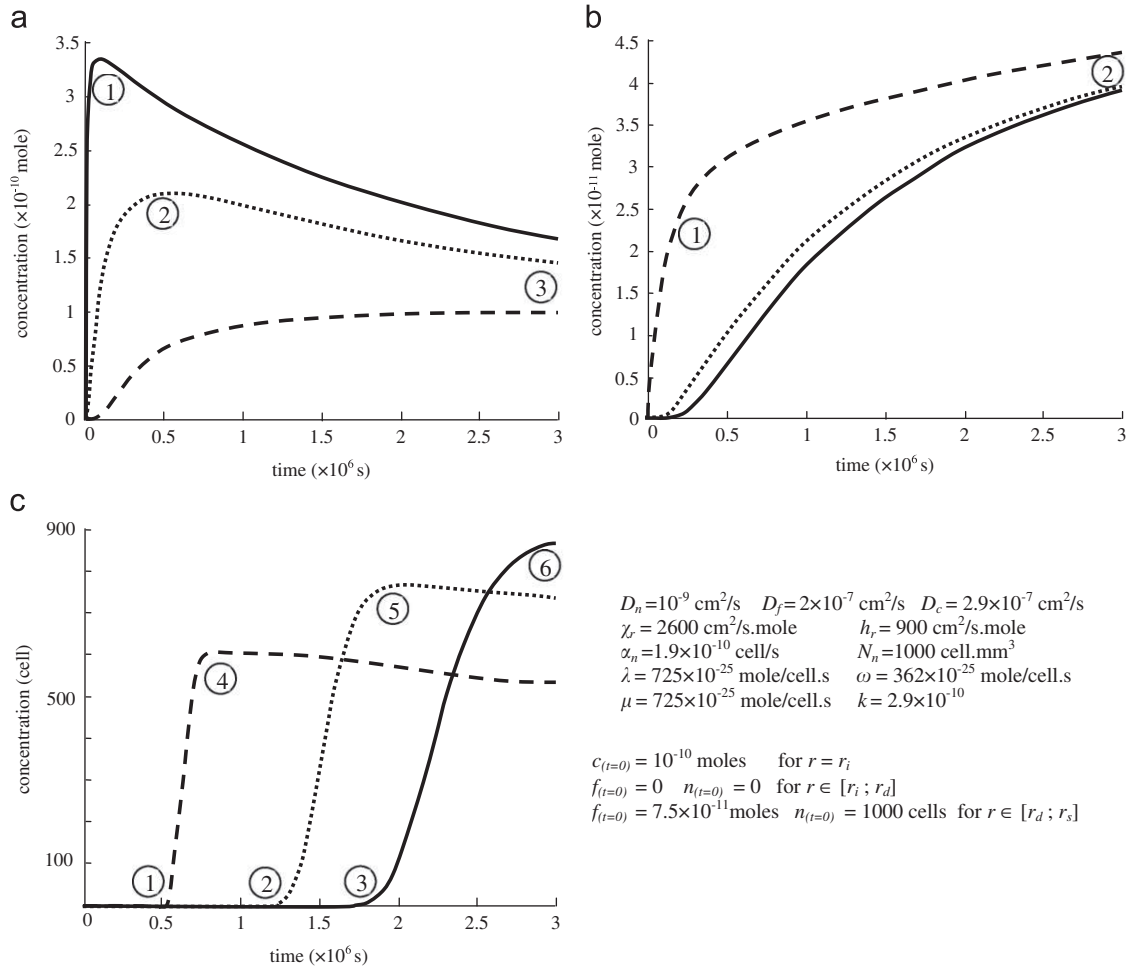 a
3.5
3
2.5
2
1.5
1
0.5
0
0 0.5 1 1.5 2 2.5 3
concentration (×10⁻¹⁰ mole)
time (×10⁶ s)
1
2
3
b
4.5
4
3.5
3
2.5
2
1.5
1
0.5
0
0 0.5 1 1.5 2 2.5 3
concentration (×10⁻¹¹ mole)
time (×10⁶ s)
1
2
c
900
500
100
0 0.5 1 1.5 2 2.5 3
concentration (cell)
time (×10⁶ s)
1
2
3
4
5
6
Dₙ=10⁻⁹ cm²/s D_f=2×10⁻⁷ cm²/s D_c=2.9×10⁻⁷ cm²/s
χᵣ = 2600 cm²/s.mole hᵣ = 900 cm²/s.mole
αₙ=1.9×10⁻¹⁰ cell/s Nₙ=1000 cell.mm³
λ = 725×10⁻²⁵ mole/cell.s ω = 362×10⁻²⁵ mole/cell.s
μ = 725×10⁻²⁵ mole/cell.s k= 2.9×10⁻¹⁰
c₍ₜ₌₀₎ = 10⁻¹⁰ moles for r = rᵢ
f₍ₜ₌₀₎ = 0 n₍ₜ₌₀₎ = 0 for r ∈ [rᵢ ; r_d]
f₍ₜ₌₀₎ = 7.5×10⁻¹¹moles n₍ₜ₌₀₎ = 1000 cells for r ∈ [r_d ; rₛ]